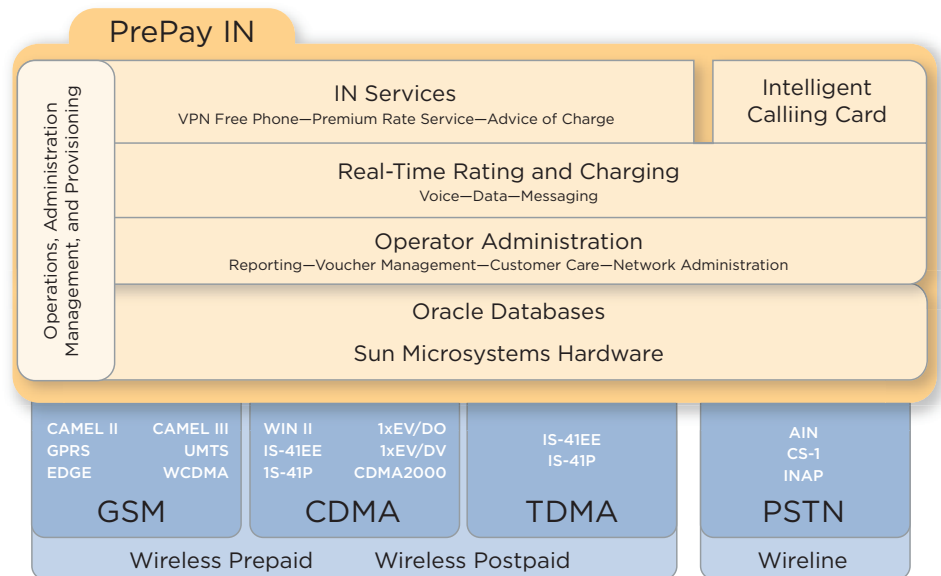 PrePay IN
Operations, Administration
Management, and Provisioning
IN Services
VPN Free Phone—Premium Rate Service—Advice of Charge
Intelligent
Calliing Card
Real-Time Rating and Charging
Voice—Data—Messaging
Operator Administration
Reporting—Voucher Management—Customer Care—Network Administration
Oracle Databases
Sun Microsystems Hardware
CAMEL II CAMEL III
GPRS UMTS
EDGE WCDMA
GSM
WIN II 1xEV/DO
IS-41EE 1xEV/DV
1S-41P CDMA2000
CDMA
IS-41EE
IS-41P
TDMA
AIN
CS-1
INAP
PSTN
Wireless Prepaid Wireless Postpaid
Wireline